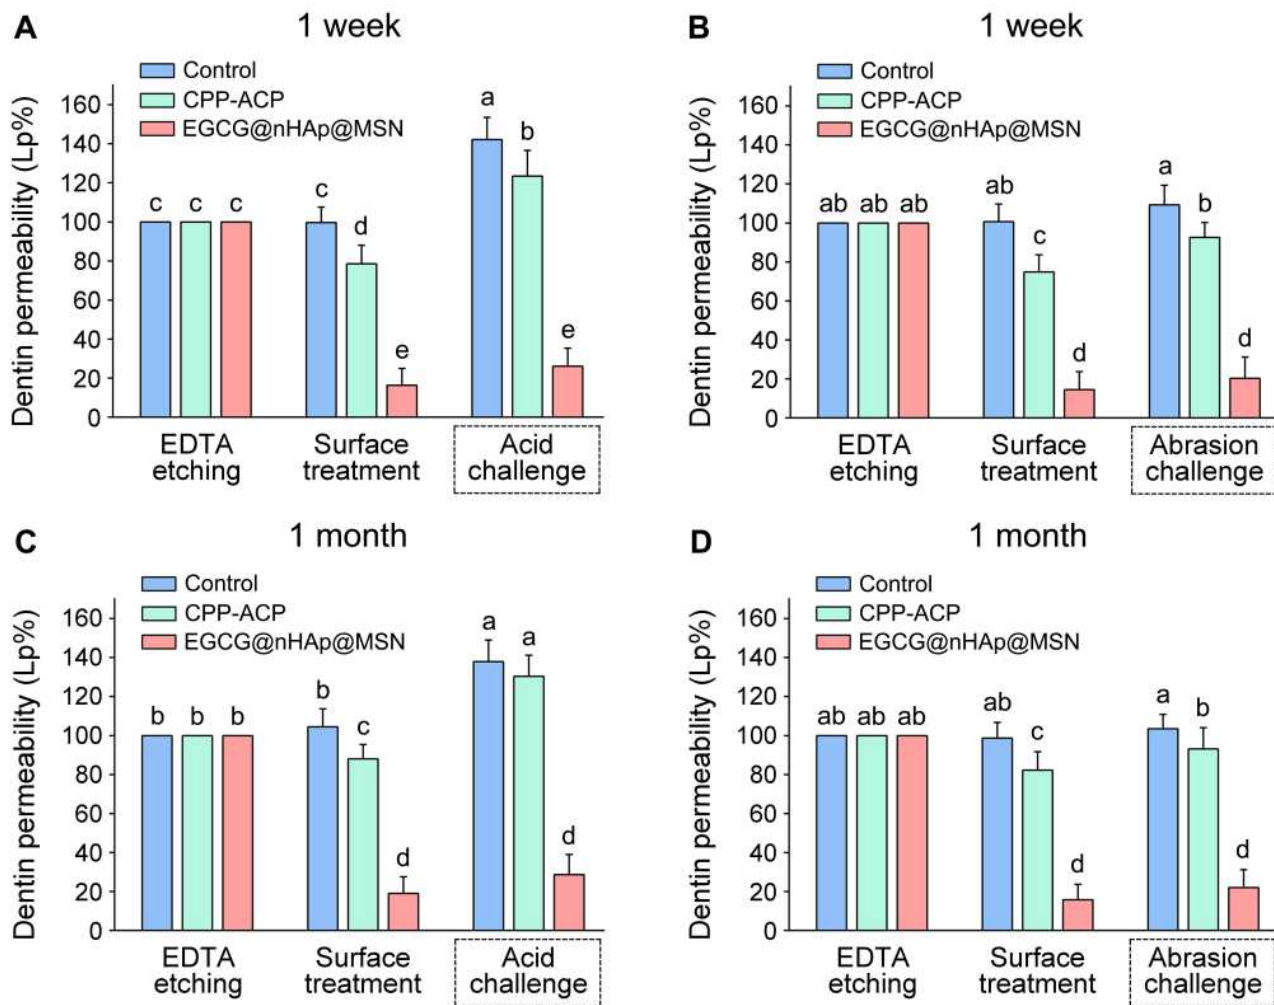 A
1 week
Control
CPP-ACP
EGCG@nHAp@MSN
Dentin permeability (Lp%)
160
140
120
100
80
60
40
20
0
c c c
c
d
e
a
b
e
EDTA
etching
Surface
treatment
Acid
challenge
B
1 week
Control
CPP-ACP
EGCG@nHAp@MSN
Dentin permeability (Lp%)
160
140
120
100
80
60
40
20
0
ab ab ab
ab
c
d
a
b
d
EDTA
etching
Surface
treatment
Abrasion
challenge
C
1 month
Control
CPP-ACP
EGCG@nHAp@MSN
Dentin permeability (Lp%)
160
140
120
100
80
60
40
20
0
b b b
b
c
d
a
a
d
EDTA
etching
Surface
treatment
Acid
challenge
D
1 month
Control
CPP-ACP
EGCG@nHAp@MSN
Dentin permeability (Lp%)
160
140
120
100
80
60
40
20
0
ab ab ab
ab
c
d
a
b
d
EDTA
etching
Surface
treatment
Abrasion
challenge